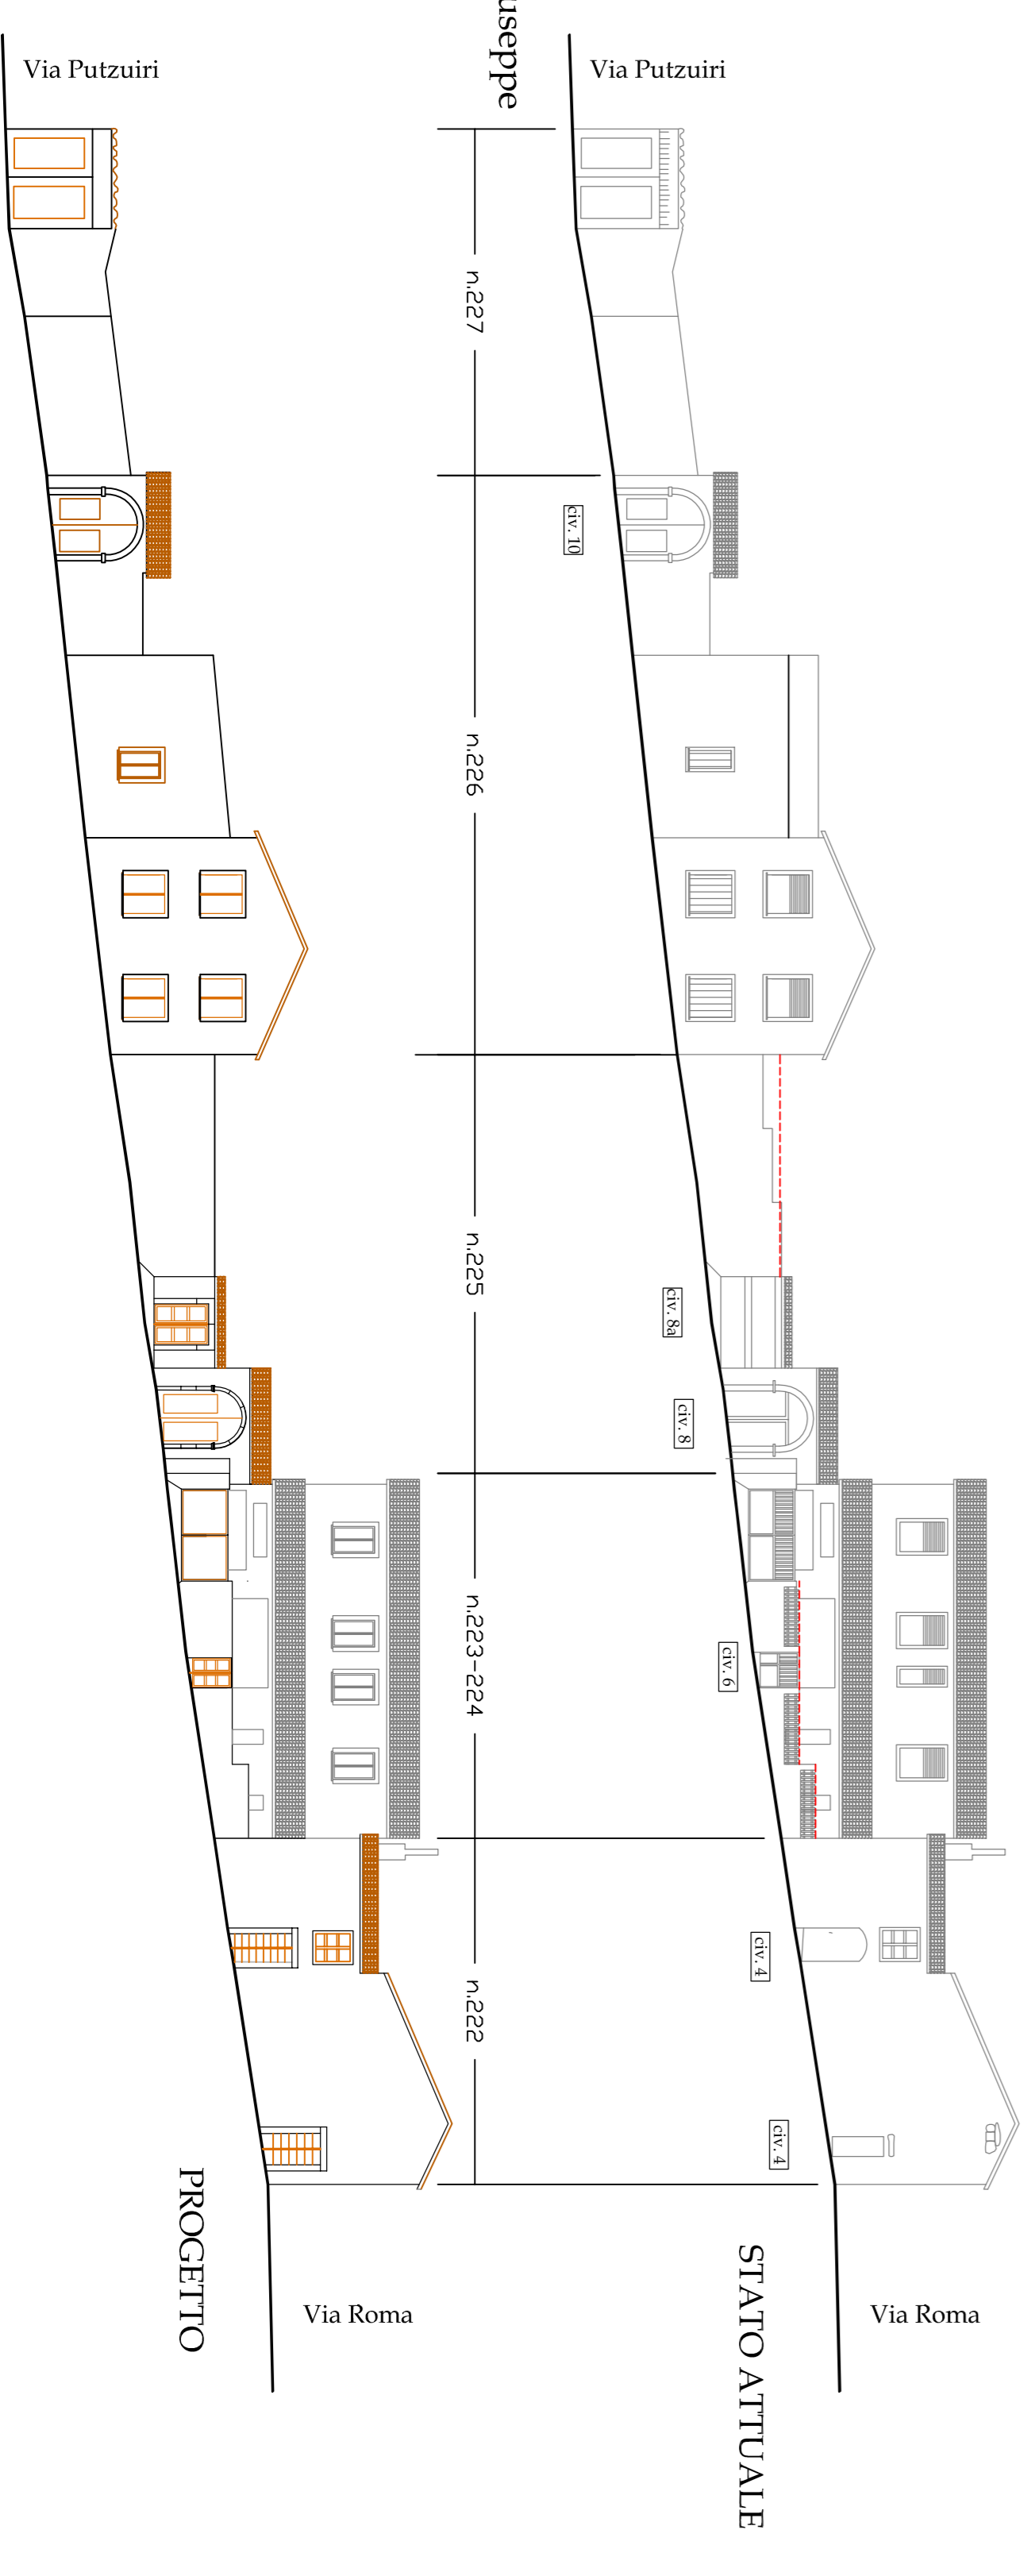 Via Putzuiri
Via Putzuiri
useppe
n.227
civ. 10
n.226
n.225
civ. 8a
civ. 8
n.223-224
civ. 6
n.222
civ. 4
civ. 4
PROGETTO
STATO ATTUALE
Via Roma
Via Roma